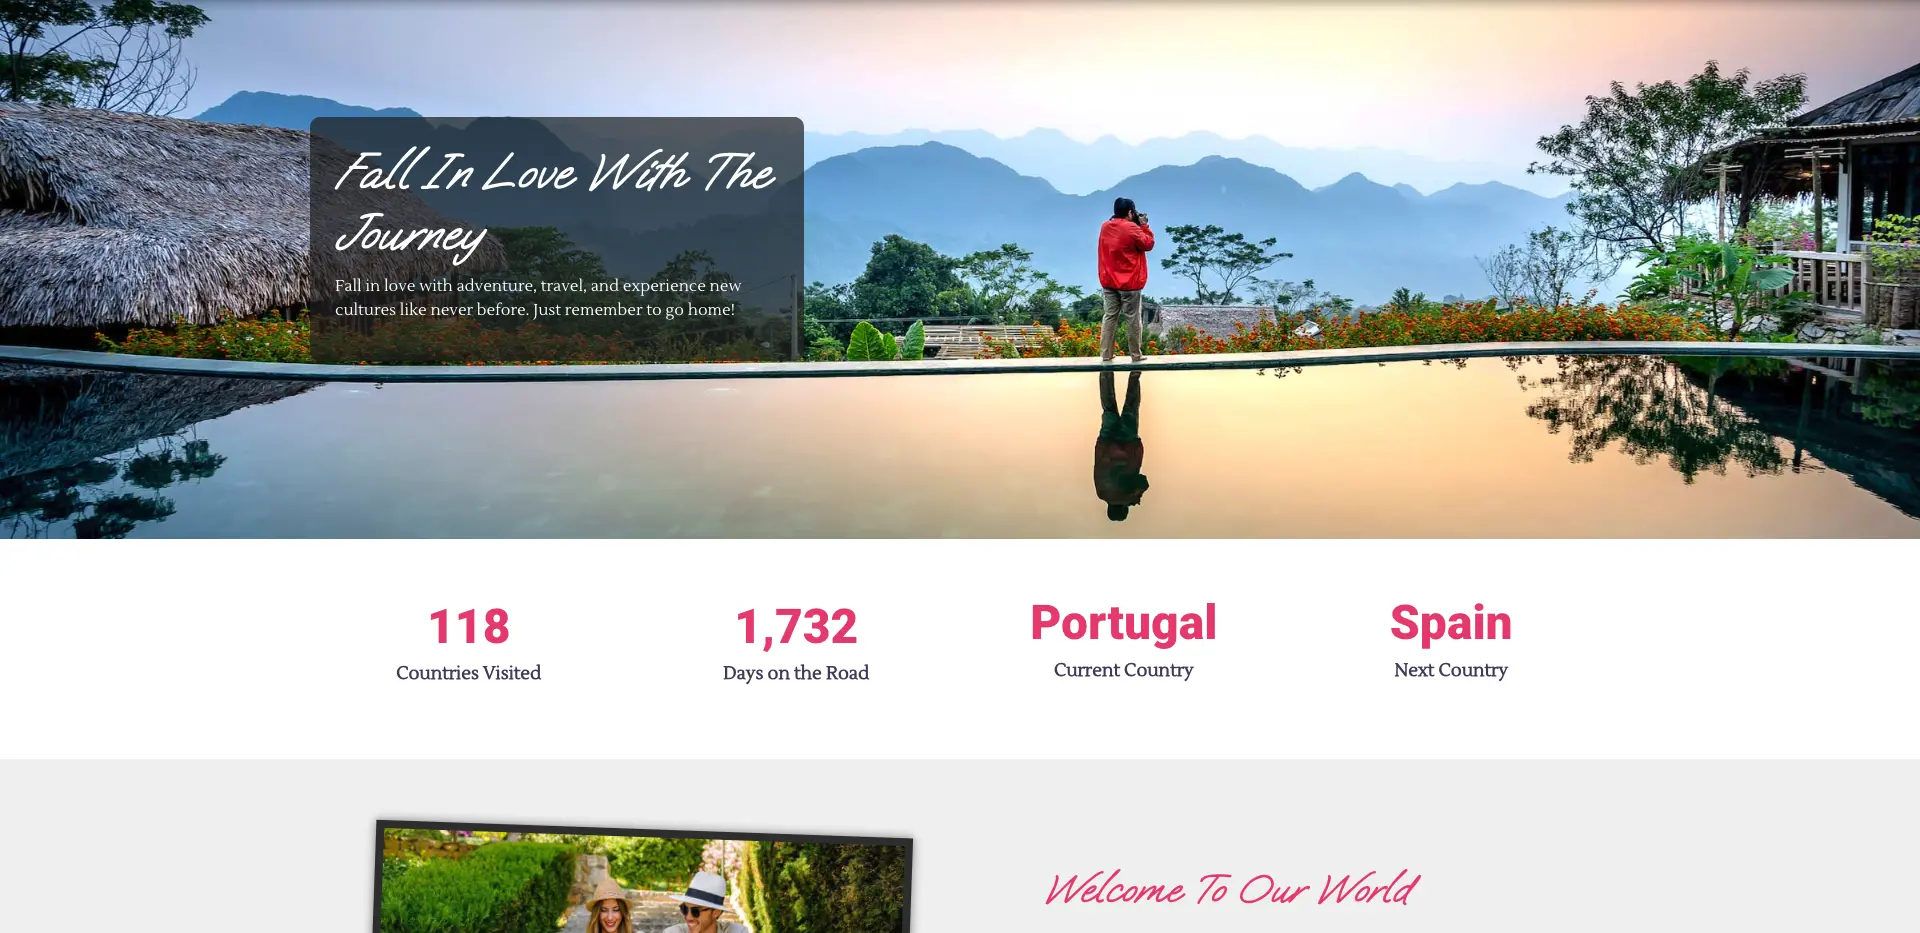 Fall In Love With The
Journey
Fall in love with adventure, travel, and experience new
cultures like never before. Just remember to go home!
118
Countries Visited
1,732
Days on the Road
Portugal
Current Country
Spain
Next Country
Welcome To Our World